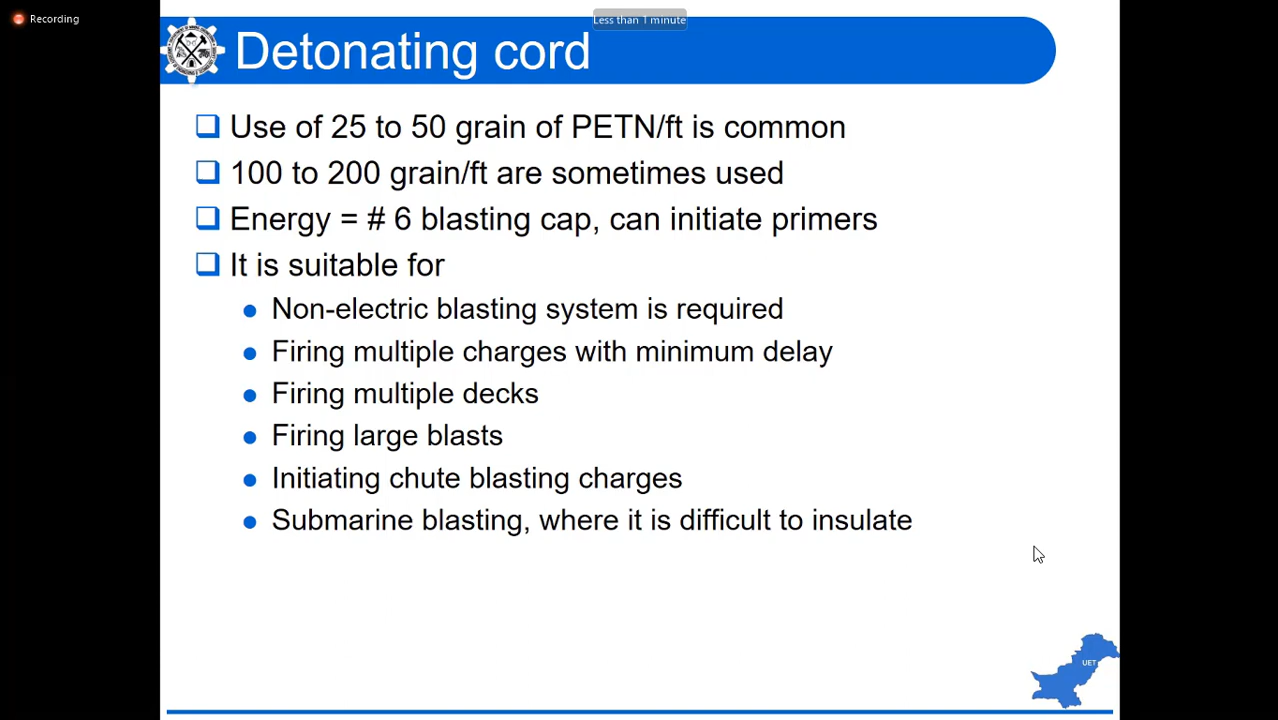 Recording
Less than 1 minute
Detonating cord
Use of 25 to 50 grain of PETN/ft is common
100 to 200 grain/ft are sometimes used
Energy = # 6 blasting cap, can initiate primers
It is suitable for
Non-electric blasting system is required
Firing multiple charges with minimum delay
Firing multiple decks
Firing large blasts
Initiating chute blasting charges
Submarine blasting, where it is difficult to insulate
UET